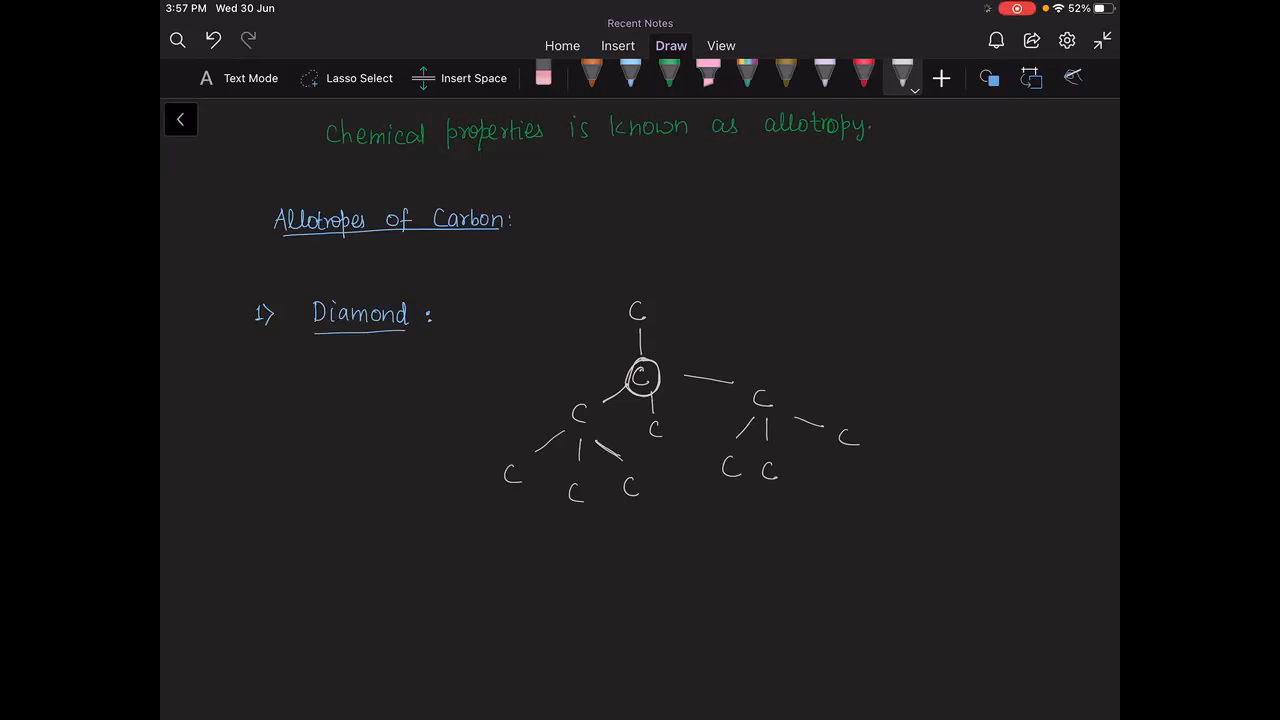 3:57 PM Wed 30 Jun
52%
Recent Notes
Home Insert Draw View
A Text Mode Lasso Select Insert Space
Chemical properties is known as allotropy.
Allotropes of Carbon:
1) Diamond :
C
C
C C C
C C C C C C